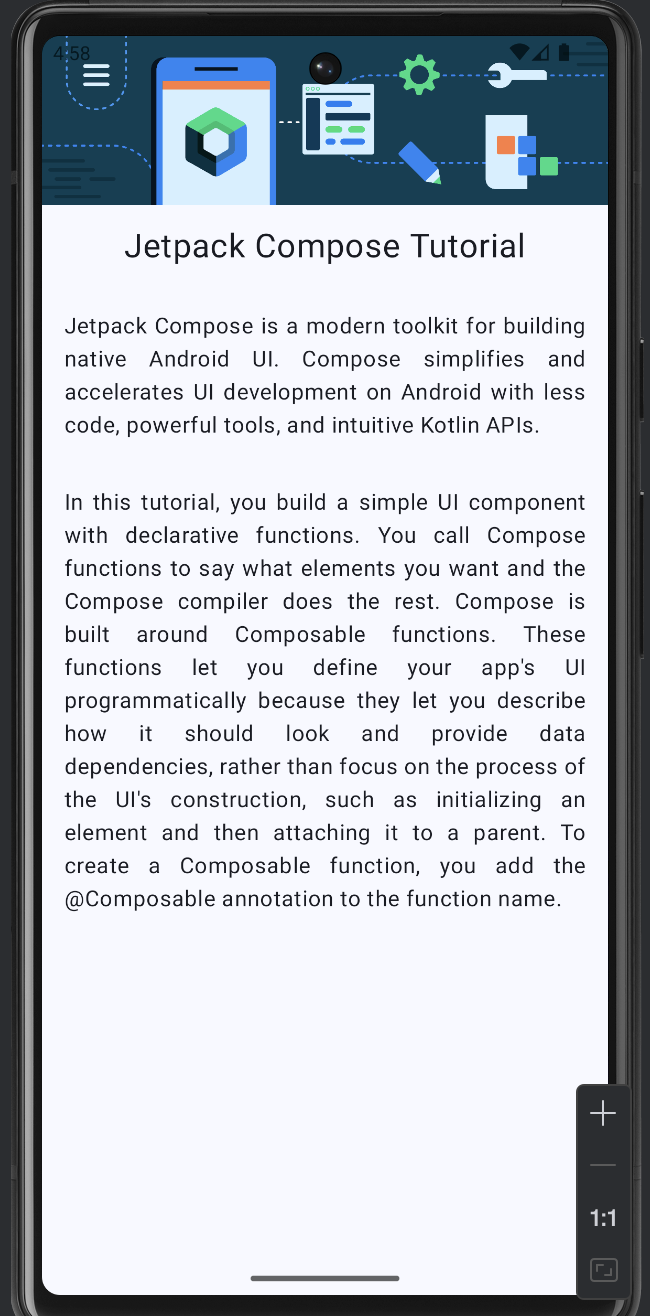 4:58
Jetpack Compose Tutorial
Jetpack Compose is a modern toolkit for building
native Android UI. Compose simplifies and
accelerates UI development on Android with less
code, powerful tools, and intuitive Kotlin APIs.
In this tutorial, you build a simple UI component
with declarative functions. You call Compose
functions to say what elements you want and the
Compose compiler does the rest. Compose is
built around Composable functions. These
functions let you define your app's UI
programmatically because they let you describe
how it should look and provide data
dependencies, rather than focus on the process of
the UI's construction, such as initializing an
element and then attaching it to a parent. To
create a Composable function, you add the
@Composable annotation to the function name.
1:1